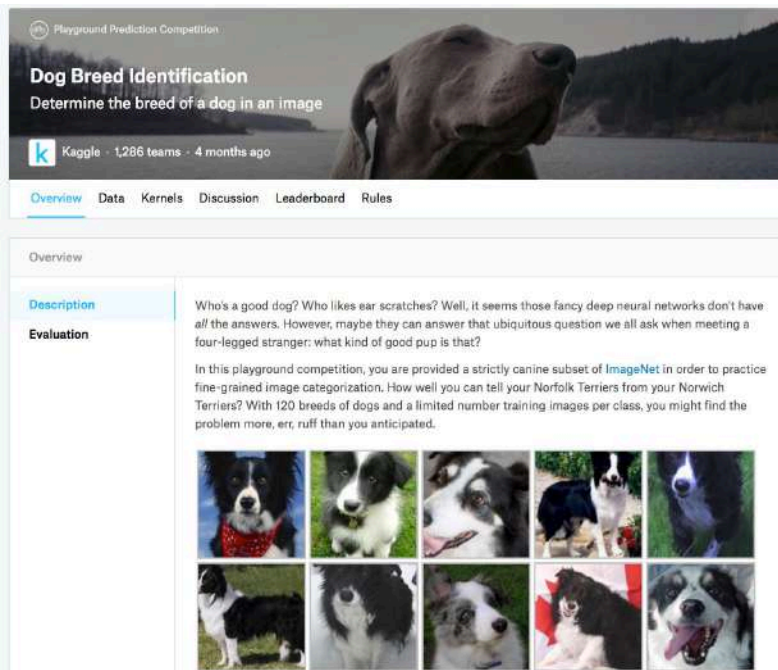 Playground Prediction Competition
Dog Breed Identification
Determine the breed of a dog in an image
k Kaggle · 1,286 teams · 4 months ago
Overview Data Kernels Discussion Leaderboard Rules
Overview
Description
Evaluation
Who's a good dog? Who likes ear scratches? Well, it seems those fancy deep neural networks don't have
all the answers. However, maybe they can answer that ubiquitous question we all ask when meeting a
four-legged stranger: what kind of good pup is that?
In this playground competition, you are provided a strictly canine subset of ImageNet in order to practice
fine-grained image categorization. How well you can tell your Norfolk Terriers from your Norwich
Terriers? With 120 breeds of dogs and a limited number training images per class, you might find the
problem more, err, ruff than you anticipated.